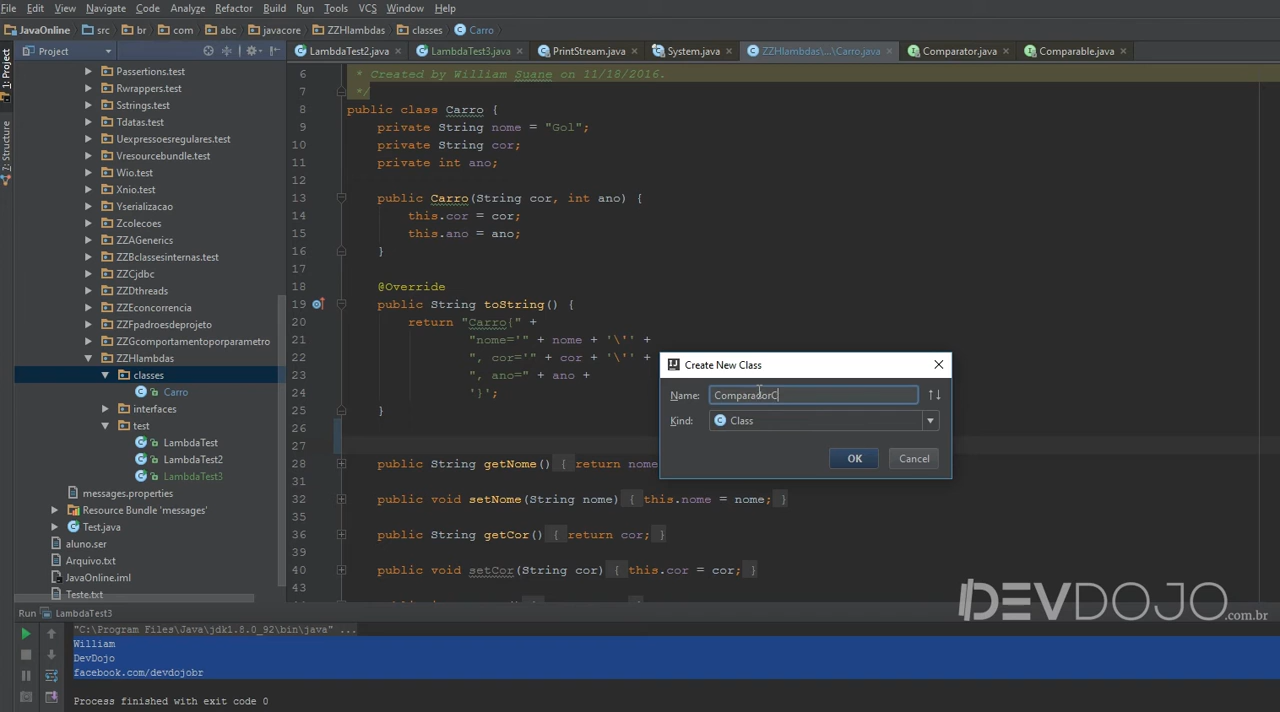 File Edit View Navigate Code Analyze Refactor Build Run Tools VCS Window Help
JavaOnline src br com abc javacore ZZHlambdas classes Carro
Project
LambdaTest2.java LambdaTest3.java PrintStream.java System.java ZZHlambdas\...\Carro.java Comparator.java Comparable.java
1: Project
7: Structure
Passertions.test
Rwrappers.test
Sstrings.test
Tdatas.test
Uexpressoesregulares.test
Vresourcebundle.test
Wio.test
Xnio.test
Yserializacao
Zcolecoes
ZZAGenerics
ZZBclassesinternas.test
ZZCjdbc
ZZDthreads
ZZEconcorrencia
ZZFpadroesdeprojeto
ZZGcomportamentoporparametro
ZZHlambdas
classes
Carro
interfaces
test
LambdaTest
LambdaTest2
LambdaTest3
messages.properties
Resource Bundle 'messages'
Test.java
aluno.ser
Arquivo.txt
JavaOnline.iml
Teste.txt
6 * Created by William Suane on 11/18/2016.
7 */
8 public class Carro {
9 private String nome = "Gol";
10 private String cor;
11 private int ano;
12
13 public Carro(String cor, int ano) {
14 this.cor = cor;
15 this.ano = ano;
16 }
17
18 @Override
19 public String toString() {
20 return "Carro{" +
21 "nome='" + nome + '\'' +
22 ", cor='" + cor + '\'' +
23 ", ano=" + ano +
24 '}';
25 }
26
27
28 public String getNome() { return nome
32 public void setNome(String nome) { this.nome = nome; }
35
36 public String getCor() { return cor; }
39
40 public void setCor(String cor) { this.cor = cor; }
43
Create New Class
Name: ComparadorC
Kind: Class
OK Cancel
DEVDOJO.com.br
Run LambdaTest3
"C:\Program Files\Java\jdk1.8.0_92\bin\java" ...
William
DevDojo
facebook.com/devdojobr
Process finished with exit code 0